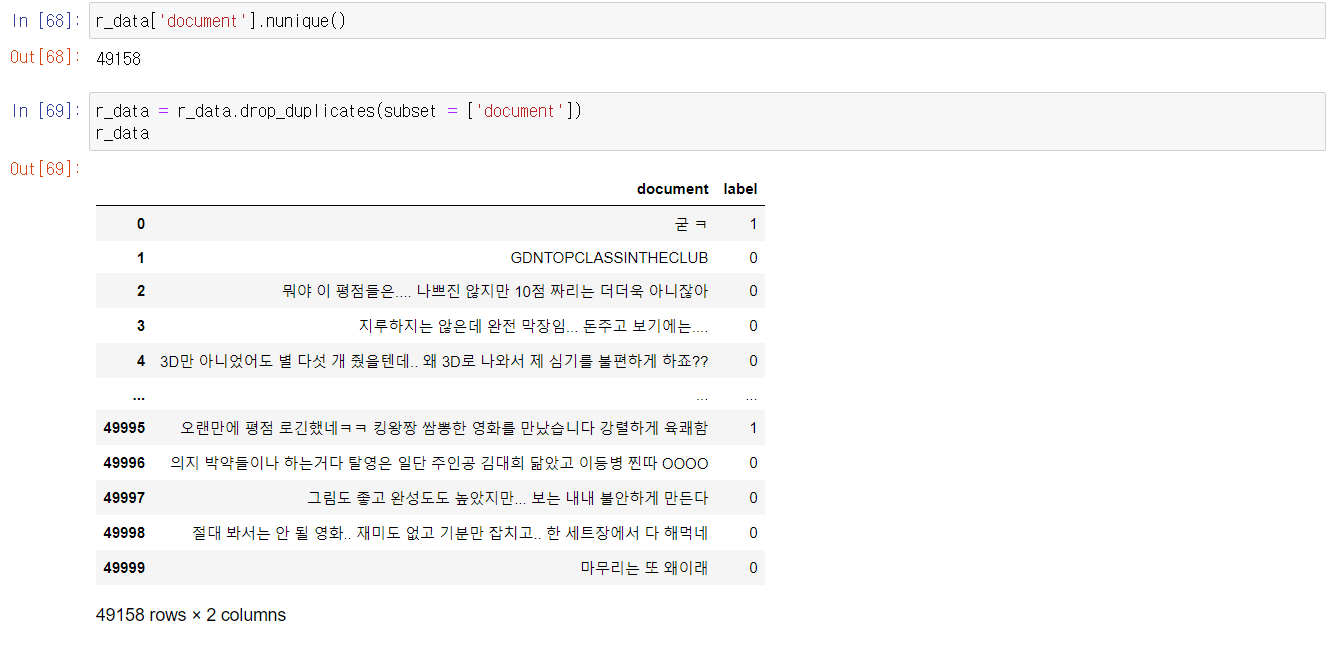 In [68]: r_data['document'].nunique()
Out[68]: 49158
In [69]: r_data = r_data.drop_duplicates(subset = ['document'])
r_data
Out[69]:
document label
0 굳 ㅋ 1
1 GDNTOPCLASSINTHECLUB 0
2 뭐야 이 평점들은.... 나쁘진 않지만 10점 짜리는 더더욱 아니잖아 0
3 지루하지는 않은데 완전 막장임... 돈주고 보기에는.... 0
4 3D만 아니었어도 별 다섯 개 줬을텐데.. 왜 3D로 나와서 제 심기를 불편하게 하죠?? 0
... ... ...
49995 오랜만에 평점 로긴했네ㅋㅋ 킹왕짱 쌈뽕한 영화를 만났습니다 강렬하게 육쾌함 1
49996 의지 박약들이나 하는거다 탈영은 일단 주인공 김대희 닮았고 이등병 찐따 OOOO 0
49997 그림도 좋고 완성도도 높았지만... 보는 내내 불안하게 만든다 0
49998 절대 봐서는 안 될 영화.. 재미도 없고 기분만 잡치고.. 한 세트장에서 다 해먹네 0
49999 마무리는 또 왜이래 0
49158 rows × 2 columns